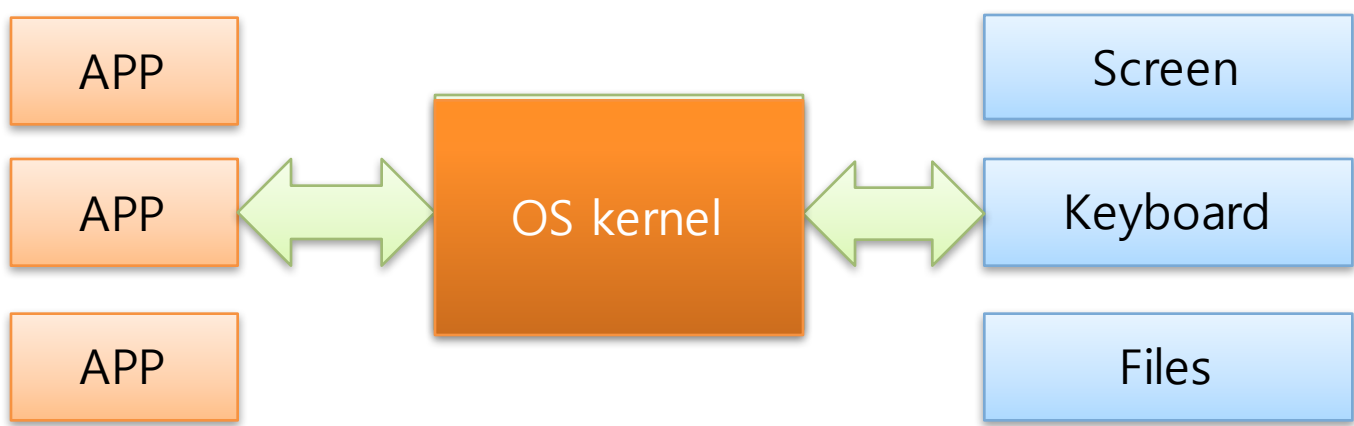 APP
APP
APP
OS kernel
Screen
Keyboard
Files